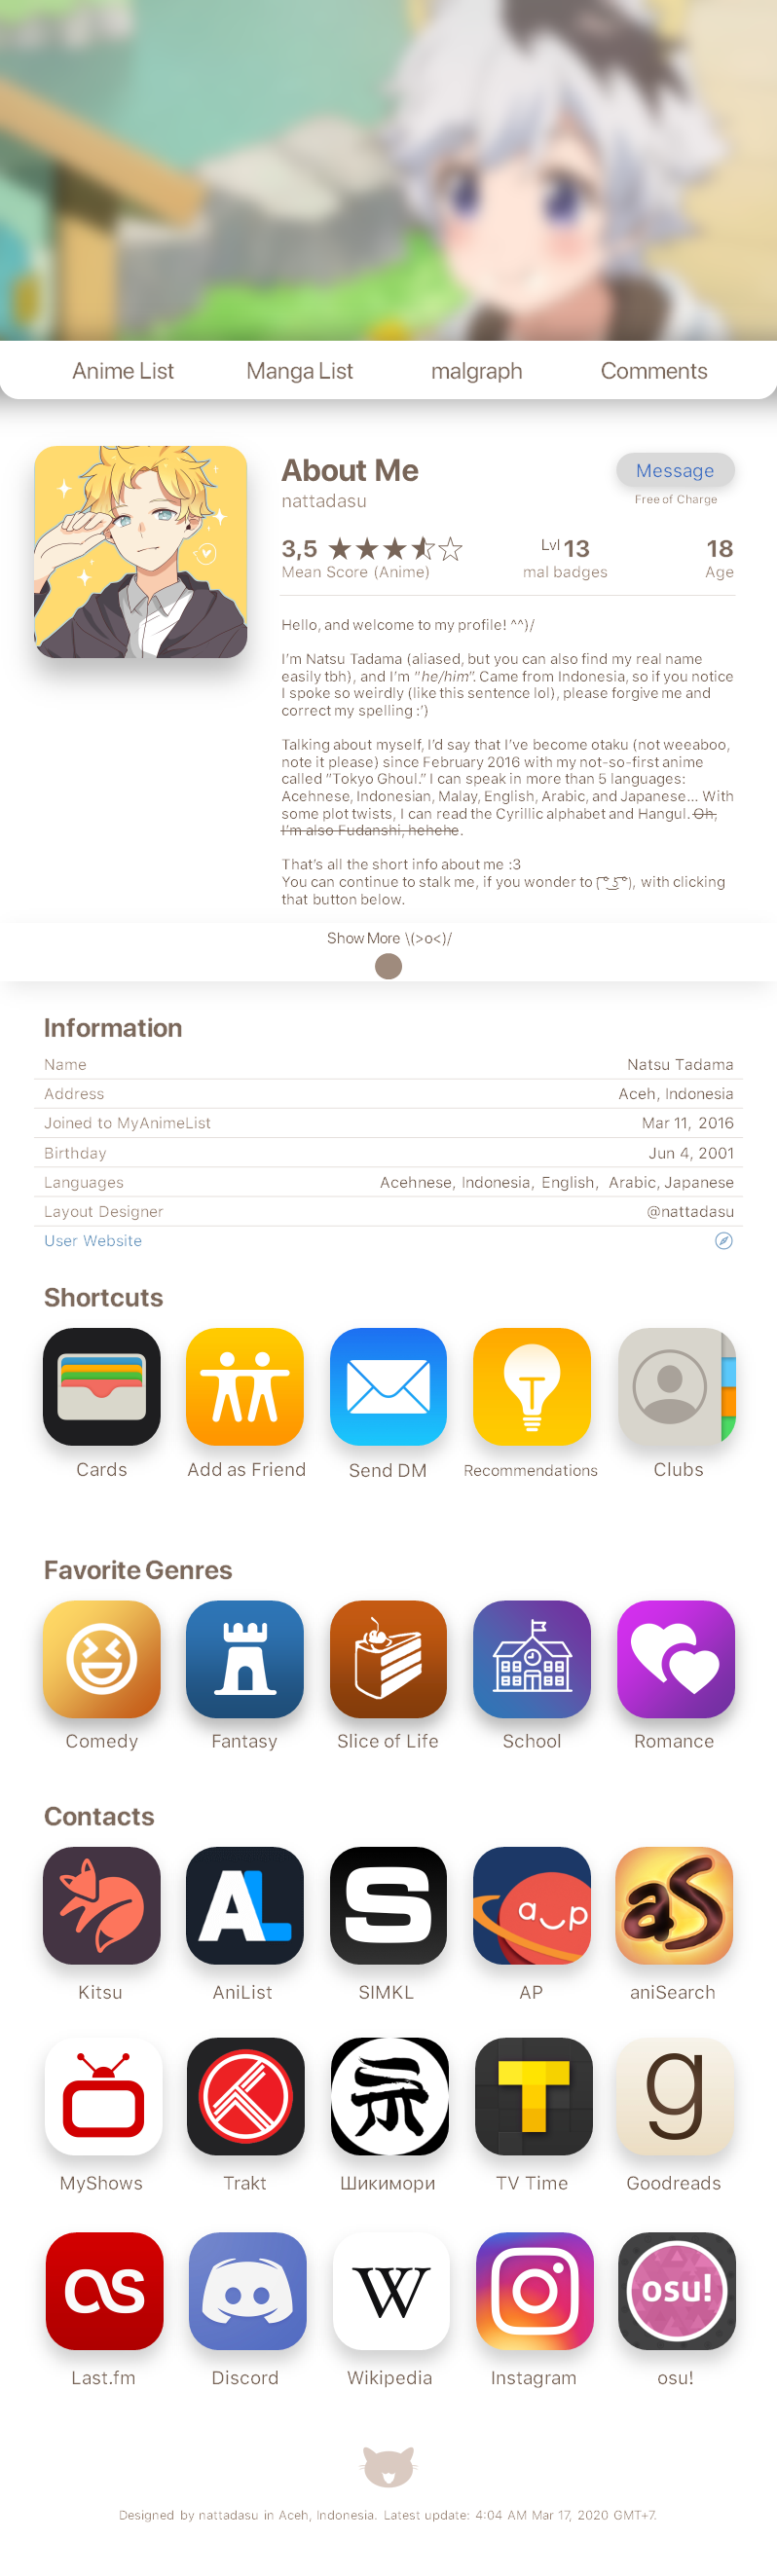 Anime List Manga List malgraph Comments
About Me
Message
nattadasu
Free of Charge
3,5 Lvl 13 18
Mean Score (Anime) mal badges Age
Hello, and welcome to my profile! ^^)/
I'm Natsu Tadama (aliased, but you can also find my real name
easily tbh), and I'm "he/him". Came from Indonesia, so if you notice
I spoke so weirdly (like this sentence lol), please forgive me and
correct my spelling :')
Talking about myself, I'd say that I've become otaku (not weeaboo,
note it please) since February 2016 with my not-so-first anime
called "Tokyo Ghoul." I can speak in more than 5 languages:
Acehnese, Indonesian, Malay, English, Arabic, and Japanese... With
some plot twists, I can read the Cyrillic alphabet and Hangul. Oh,
I'm also Fudanshi, hehehe.
That's all the short info about me :3
You can continue to stalk me, if you wonder to ( ͡° ͜ʖ ͡°), with clicking
that button below.
Show More \(>o<)/
Information
Name Natsu Tadama
Address Aceh, Indonesia
Joined to MyAnimeList Mar 11, 2016
Birthday Jun 4, 2001
Languages Acehnese, Indonesia, English, Arabic, Japanese
Layout Designer @nattadasu
User Website
Shortcuts
Cards Add as Friend Send DM Recommendations Clubs
Favorite Genres
Comedy Fantasy Slice of Life School Romance
Contacts
AL S a‿p aS
Kitsu AniList SIMKL AP aniSearch
示 T g
MyShows Trakt Шикимори TV Time Goodreads
as W osu!
Last.fm Discord Wikipedia Instagram osu!
Designed by nattadasu in Aceh, Indonesia. Latest update: 4:04 AM Mar 17, 2020 GMT+7.